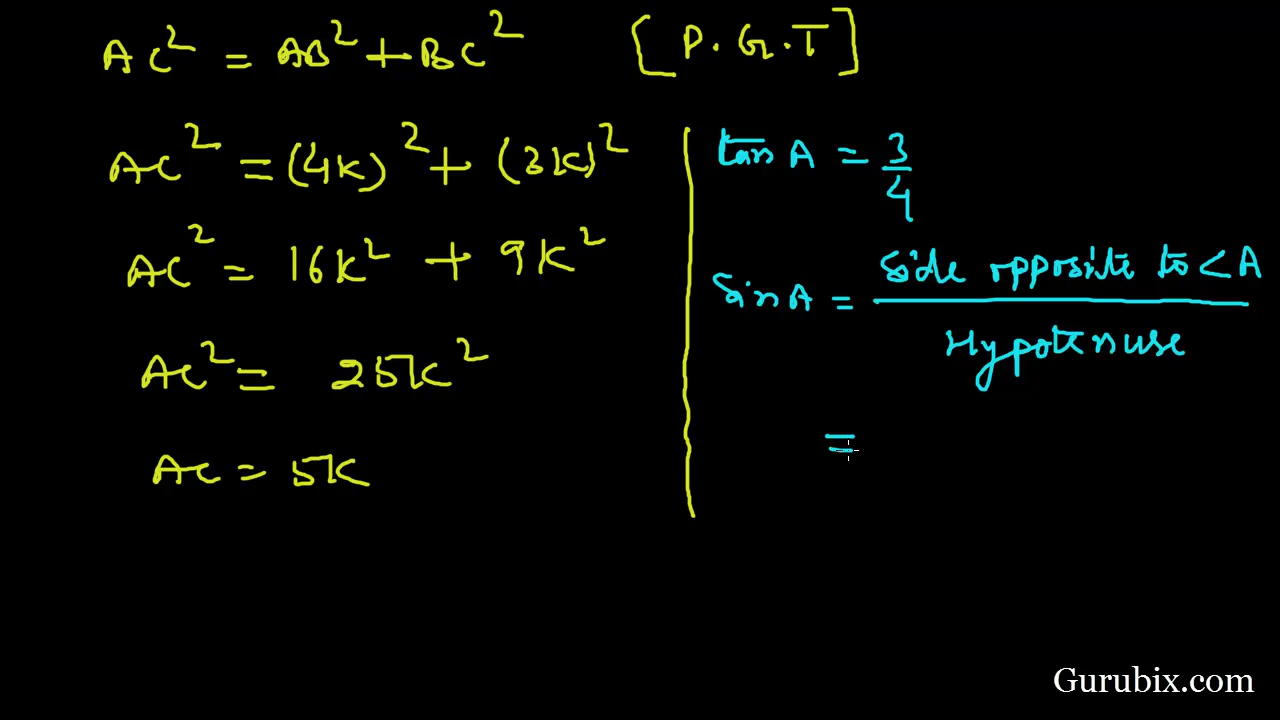 AC² = AB² + BC² [P.G.T]
AC² = (4K)² + (3K)²
AC² = 16K² + 9K²
AC² = 25K²
AC = 5K
tan A = 3/4
Sin A = Side opposite to <A / Hypotenuse
=
Gurubix.com